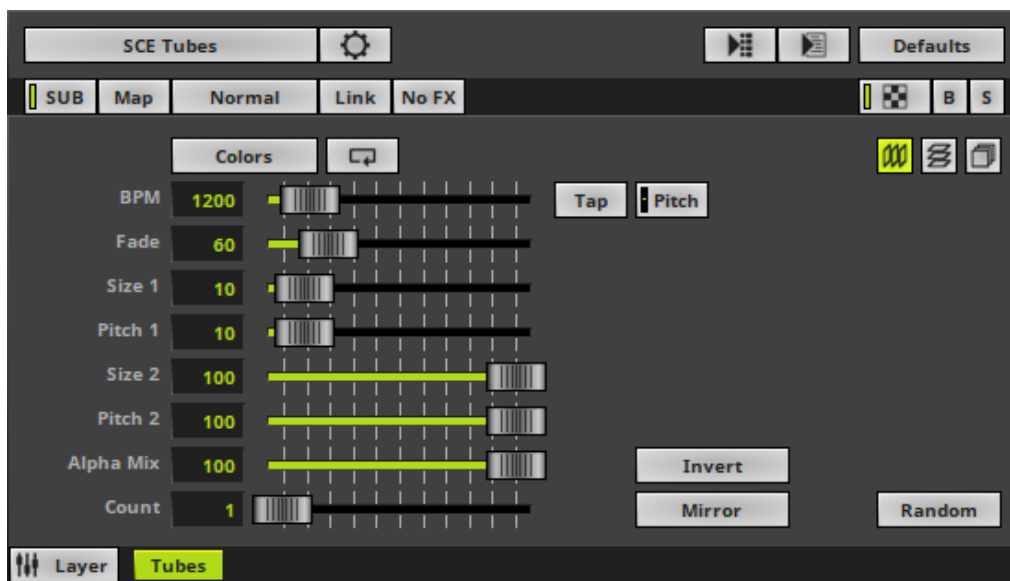 SCE Tubes Defaults
SUB Map Normal Link No FX B S
Colors
BPM 1200 Tap Pitch
Fade 60
Size 1 10
Pitch 1 10
Size 2 100
Pitch 2 100
Alpha Mix 100 Invert
Count 1 Mirror Random
Layer Tubes